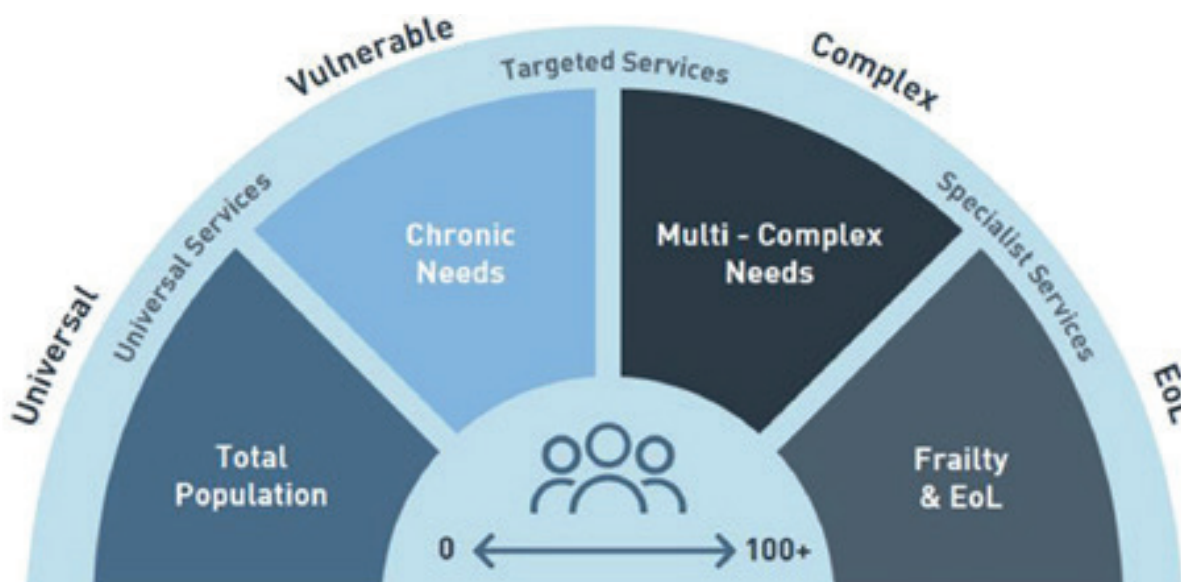 Universal
Vulnerable
Complex
EoL
Universal Services
Targeted Services
Specialist Services
Total
Population
Chronic
Needs
Multi - Complex
Needs
Frailty
& EoL
0
100+